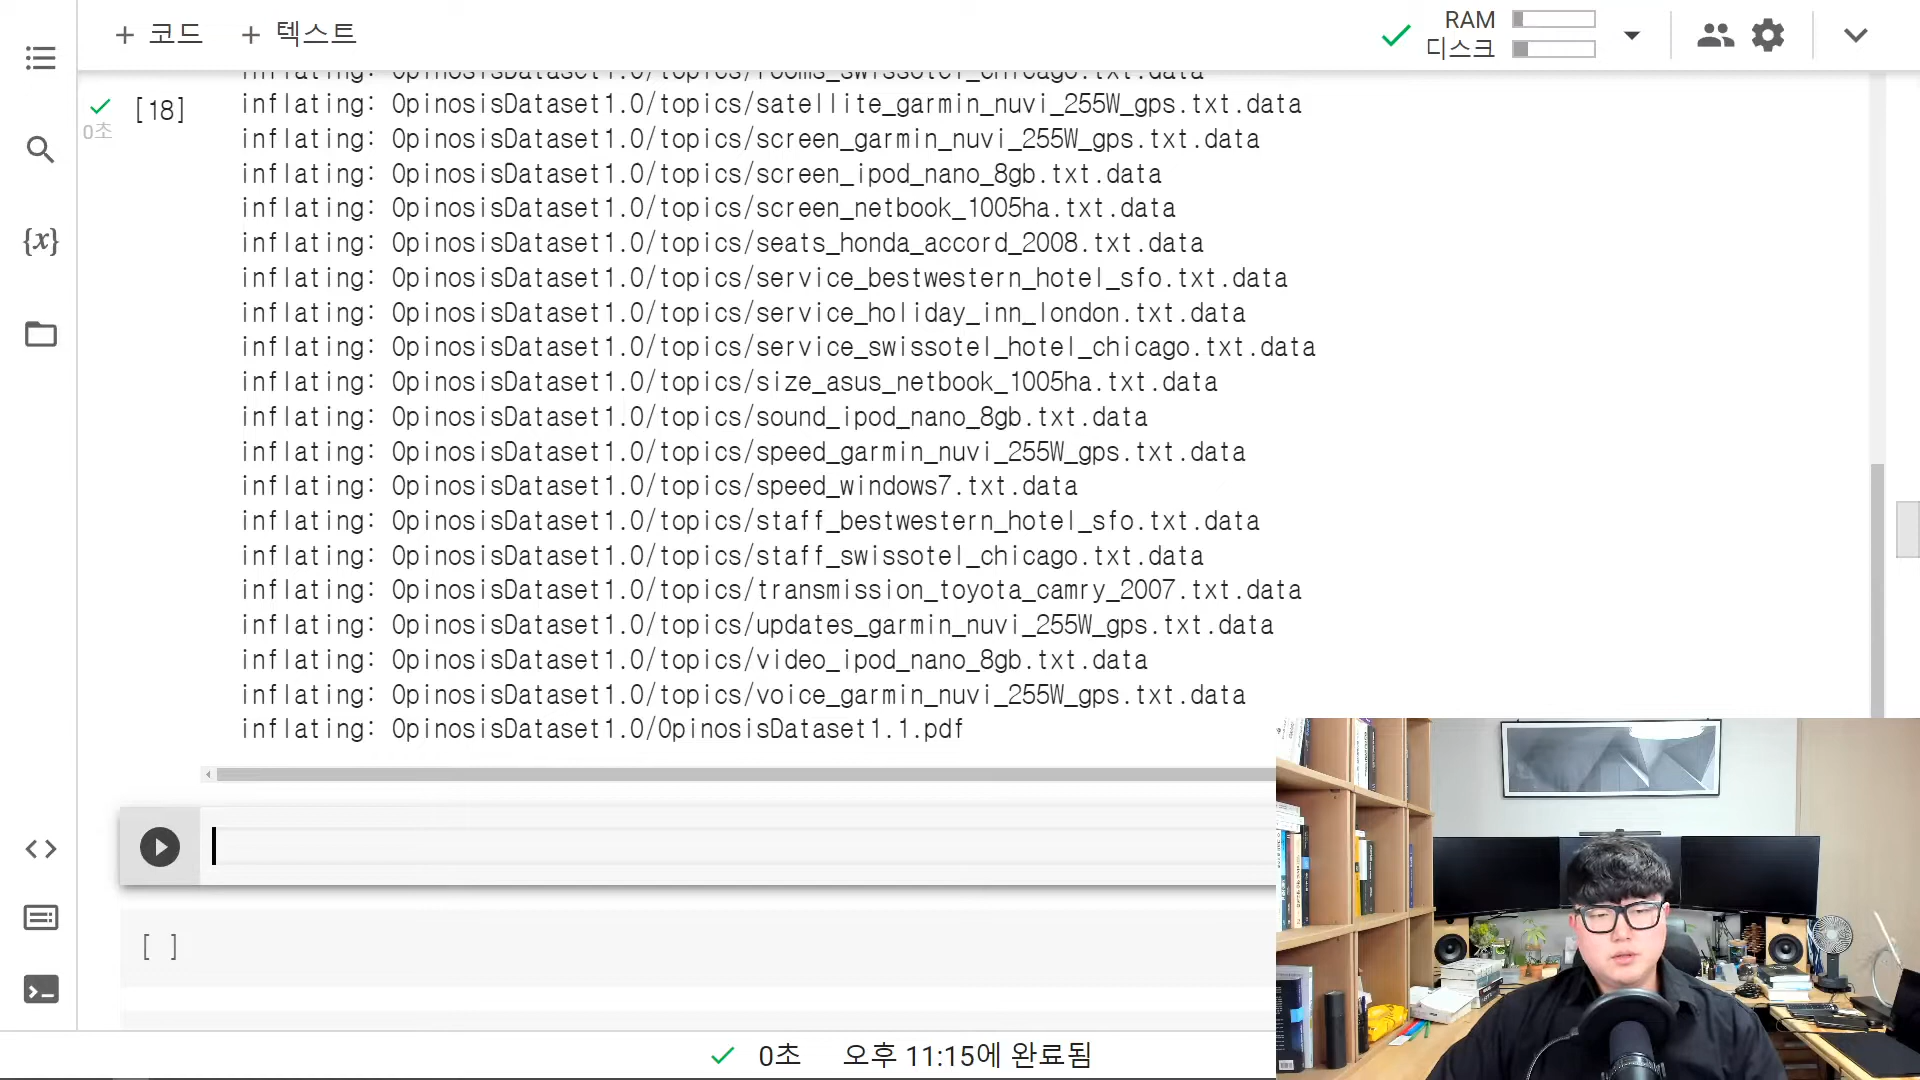 + 코드
+ 텍스트
RAM
디스크
inflating: OpinosisDataset1.0/topics/rooms_swissotel_chicago.txt.data
[18]
0초
inflating: OpinosisDataset1.0/topics/satellite_garmin_nuvi_255W_gps.txt.data
inflating: OpinosisDataset1.0/topics/screen_garmin_nuvi_255W_gps.txt.data
inflating: OpinosisDataset1.0/topics/screen_ipod_nano_8gb.txt.data
inflating: OpinosisDataset1.0/topics/screen_netbook_1005ha.txt.data
inflating: OpinosisDataset1.0/topics/seats_honda_accord_2008.txt.data
inflating: OpinosisDataset1.0/topics/service_bestwestern_hotel_sfo.txt.data
inflating: OpinosisDataset1.0/topics/service_holiday_inn_london.txt.data
inflating: OpinosisDataset1.0/topics/service_swissotel_hotel_chicago.txt.data
inflating: OpinosisDataset1.0/topics/size_asus_netbook_1005ha.txt.data
inflating: OpinosisDataset1.0/topics/sound_ipod_nano_8gb.txt.data
inflating: OpinosisDataset1.0/topics/speed_garmin_nuvi_255W_gps.txt.data
inflating: OpinosisDataset1.0/topics/speed_windows7.txt.data
inflating: OpinosisDataset1.0/topics/staff_bestwestern_hotel_sfo.txt.data
inflating: OpinosisDataset1.0/topics/staff_swissotel_chicago.txt.data
inflating: OpinosisDataset1.0/topics/transmission_toyota_camry_2007.txt.data
inflating: OpinosisDataset1.0/topics/updates_garmin_nuvi_255W_gps.txt.data
inflating: OpinosisDataset1.0/topics/video_ipod_nano_8gb.txt.data
inflating: OpinosisDataset1.0/topics/voice_garmin_nuvi_255W_gps.txt.data
inflating: OpinosisDataset1.0/OpinosisDataset1.1.pdf
[ ]
0초 오후 11:15에 완료됨